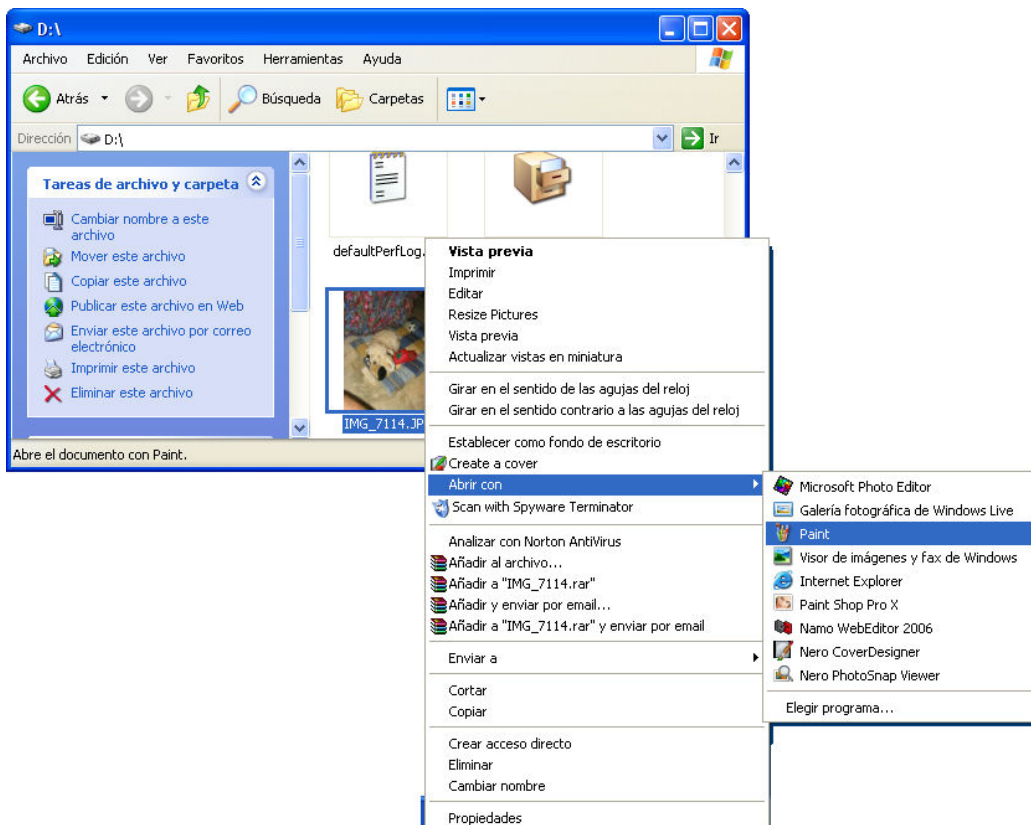 D:\
Archivo Edición Ver Favoritos Herramientas Ayuda
Atrás Búsqueda Carpetas
Dirección D:\ Ir
Tareas de archivo y carpeta
Cambiar nombre a este
archivo
Mover este archivo
Copiar este archivo
Publicar este archivo en Web
Enviar este archivo por correo
electrónico
Imprimir este archivo
Eliminar este archivo
defaultPerfLog.
IMG_7114.JP
Abre el documento con Paint.
Vista previa
Imprimir
Editar
Resize Pictures
Vista previa
Actualizar vistas en miniatura
Girar en el sentido de las agujas del reloj
Girar en el sentido contrario a las agujas del reloj
Establecer como fondo de escritorio
Create a cover
Abrir con
Scan with Spyware Terminator
Analizar con Norton AntiVirus
Añadir al archivo...
Añadir a "IMG_7114.rar"
Añadir y enviar por email...
Añadir a "IMG_7114.rar" y enviar por email
Enviar a
Cortar
Copiar
Crear acceso directo
Eliminar
Cambiar nombre
Propiedades
Microsoft Photo Editor
Galería fotográfica de Windows Live
Paint
Visor de imágenes y fax de Windows
Internet Explorer
Paint Shop Pro X
Namo WebEditor 2006
Nero CoverDesigner
Nero PhotoSnap Viewer
Elegir programa...